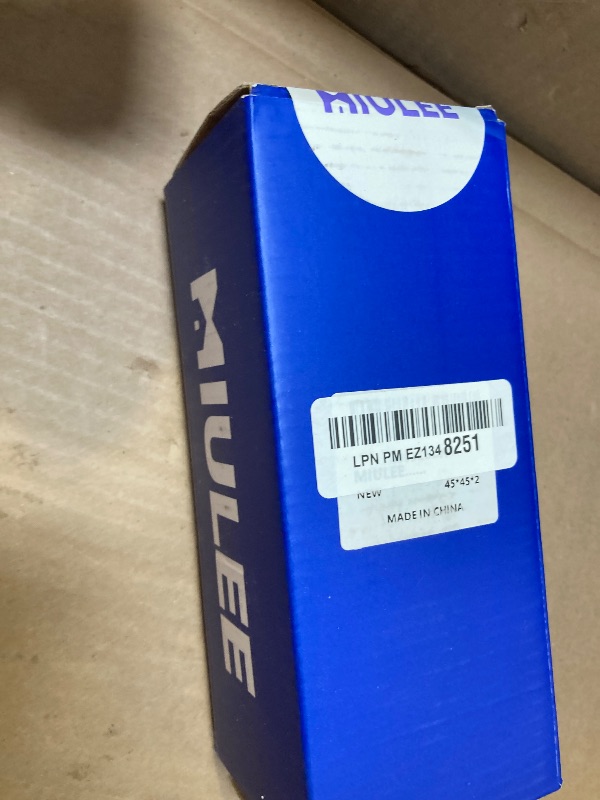 MIULEE
MIULEE
LPN PM EZ134 8251
MIULEE
NEW 45*45*2
MADE IN CHINA